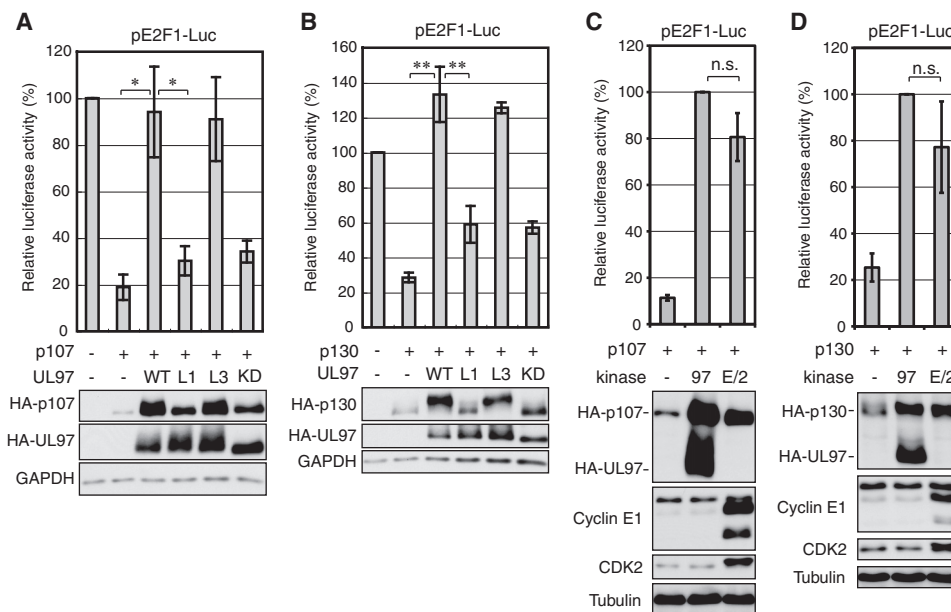 A
pE2F1-Luc
Relative luciferase activity (%)
120
100
80
60
40
20
0
* *
p107 - + + + + +
UL97 - - WT L1 L3 KD
HA-p107
HA-UL97
GAPDH
B
pE2F1-Luc
Relative luciferase activity (%)
160
140
120
100
80
60
40
20
0
** **
p130 - + + + + +
UL97 - - WT L1 L3 KD
HA-p130
HA-UL97
GAPDH
C
pE2F1-Luc
Relative luciferase activity (%)
120
100
80
60
40
20
0
n.s.
p107 + + +
kinase - 97 E/2
HA-p107-
HA-UL97-
Cyclin E1
CDK2
Tubulin
D
pE2F1-Luc
Relative luciferase activity (%)
120
100
80
60
40
20
0
n.s.
p130 + + +
kinase - 97 E/2
HA-p130-
HA-UL97-
Cyclin E1
CDK2
Tubulin